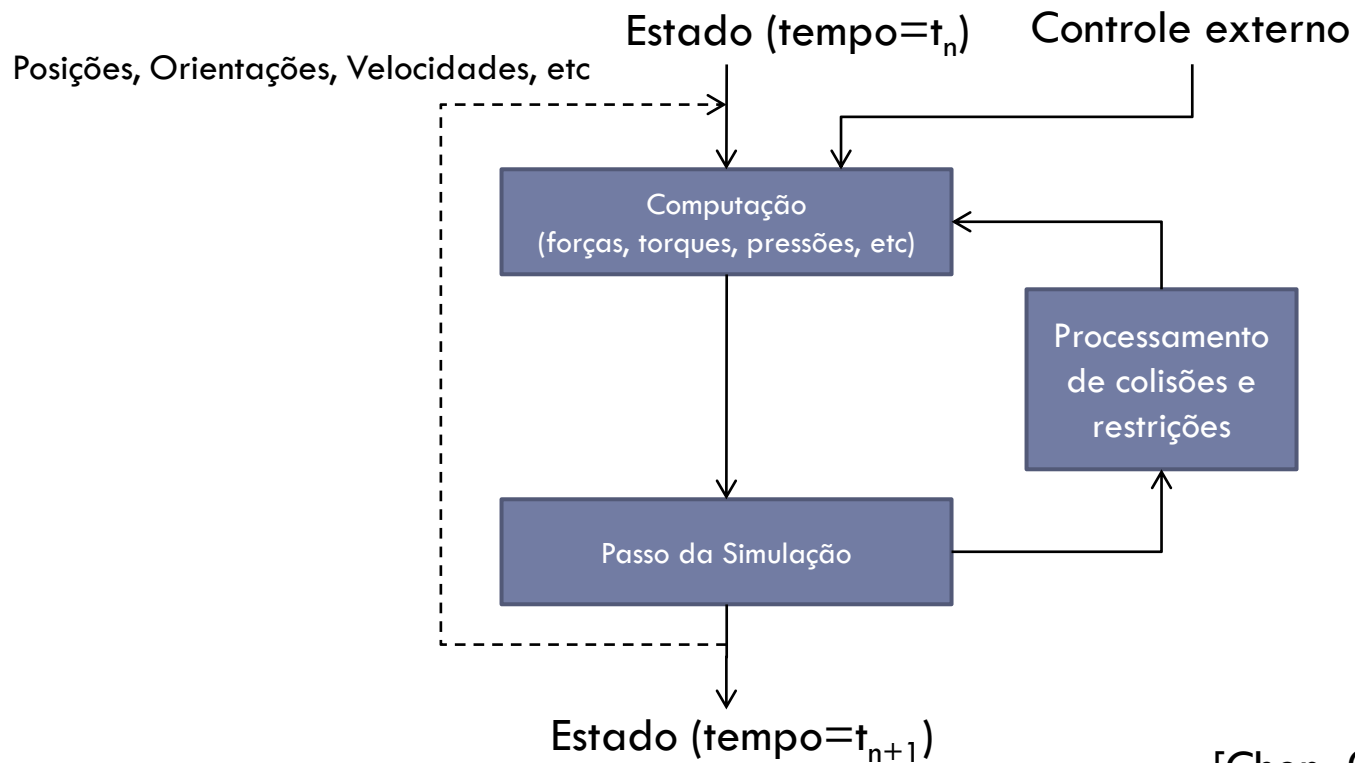 Estado (tempo=tₙ)
Controle externo
Posições, Orientações, Velocidades, etc
Computação
(forças, torques, pressões, etc)
Processamento
de colisões e
restrições
Passo da Simulação
Estado (tempo=tₙ₊₁)